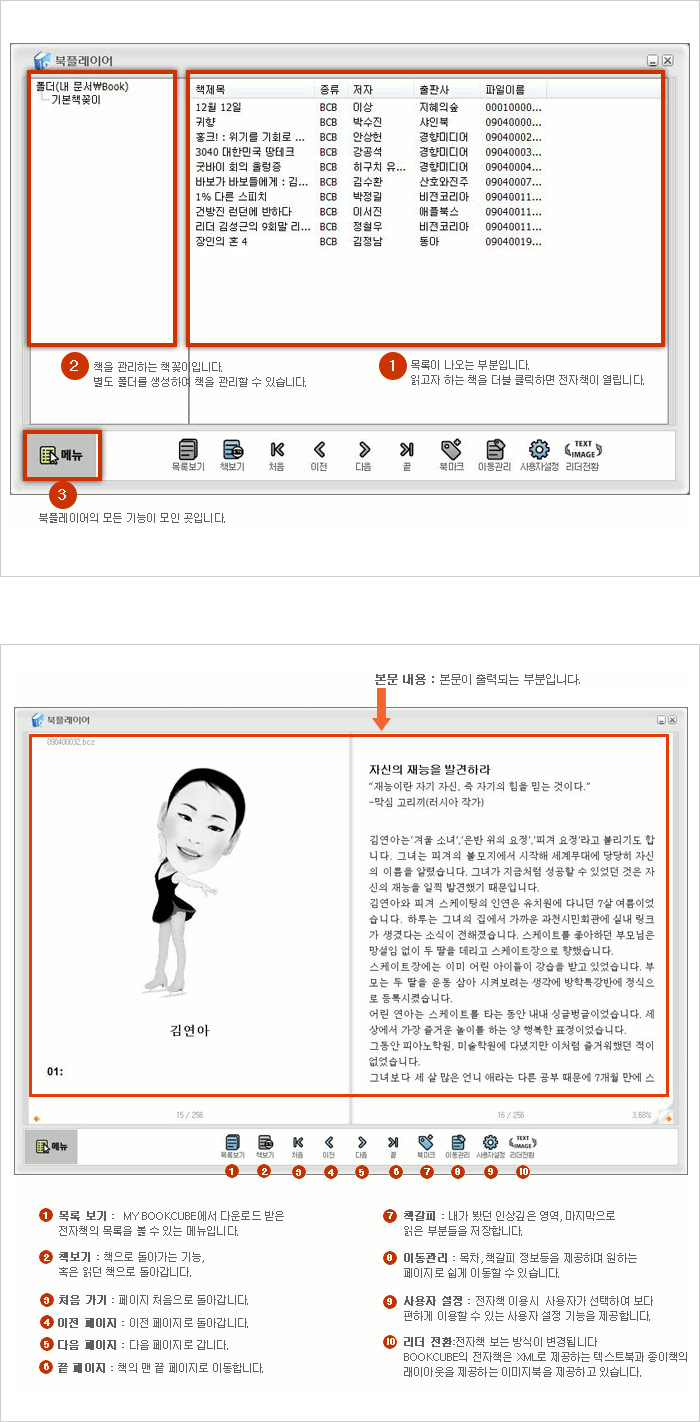 북플레이어
폴더(내 문서₩Book)
기본책꽂이
책제목 종류 저자 출판사 파일이름
12월 12일 BCB 이상 지혜의숲 00010000...
귀향 BCB 박수진 샤인북 09040000...
홍크! : 위기를 기회로 ... BCB 안상헌 경향미디어 09040002...
3040 대한민국 땅테크 BCB 강공석 경향미디어 09040003...
굿바이 회의 울렁증 BCB 히구치 유... 경향미디어 09040004...
바보가 바보들에게 : 김... BCB 김수환 산호와진주 09040007...
1% 다른 스피치 BCB 박정길 비전코리아 09040011...
건방진 런던에 반하다 BCB 이서진 애플북스 09040011...
리더 김성근의 9회말 리... BCB 정철우 비전코리아 09040011...
장인의 혼 4 BCB 김정남 동아 09040019...
2 책을 관리하는 책꽂이입니다.
별도 폴더를 생성하여 책을 관리할 수 있습니다.
1 목록이 나오는 부분입니다.
읽고자 하는 책을 더블 클릭하면 전자책이 열립니다.
메뉴
TEXT IMAGE
목록보기 책보기 처음 이전 다음 끝 북마크 이동관리 사용자설정 리더전환
3
북플레이어의 모든 기능이 모인 곳입니다.
본문 내용 : 본문이 출력되는 부분입니다.
북플레이어
090400032.bcz
김연아
01:
자신의 재능을 발견하라
“재능이란 자기 자신, 즉 자기의 힘을 믿는 것이다.”
-막심 고리끼(러시아 작가)
김연아는‘겨울 소녀’,‘은반 위의 요정’,‘피겨 요정’라고 불리기도 합
니다. 그녀는 피겨의 불모지에서 시작해 세계무대에 당당히 자신
의 이름을 알렸습니다. 그녀가 지금처럼 성공할 수 있었던 것은 자
신의 재능을 일찍 발견했기 때문입니다.
김연아와 피겨 스케이팅의 인연은 유치원에 다니던 7살 여름이었
습니다. 하루는 그녀의 집에서 가까운 과천시민회관에 실내 링크
가 생겼다는 소식이 전해졌습니다. 스케이트를 좋아하던 부모님은
망설임 없이 두 딸을 데리고 스케이트장으로 향했습니다.
스케이트장에는 이미 어린 아이들이 강습을 받고 있었습니다. 부
모는 두 딸을 운동 삼아 시켜보려는 생각에 방학특강반에 정식으
로 등록시켰습니다.
어린 연아는 스케이트를 타는 동안 내내 싱글벙글이었습니다. 세
상에서 가장 즐거운 놀이를 하는 양 행복한 표정이었습니다.
그동안 피아노학원, 미술학원에 다녔지만 이처럼 즐거워했던 적이
없었습니다.
그녀보다 세 살 많은 언니 애라는 다른 공부 때문에 7개월 만에 스
15 / 256
16 / 256
3,68%
메뉴
TEXT IMAGE
목록보기 책보기 처음 이전 다음 끝 북마크 이동관리 사용자설정 리더전환
1 2 3 4 5 6 7 8 9 10
1 목록 보기 : MY BOOKCUBE에서 다운로드 받은
전자책의 목록을 볼 수 있는 메뉴입니다.
2 책보기 : 책으로 돌아가는 기능,
혹은 읽던 책으로 돌아갑니다.
3 처음 가기 : 페이지 처음으로 돌아갑니다.
4 이전 페이지 : 이전 페이지로 돌아갑니다.
5 다음 페이지 : 다음 페이지로 갑니다.
6 끝 페이지 : 책의 맨 끝 페이지로 이동합니다.
7 책갈피 : 내가 봤던 인상깊은 영역, 마지막으로
읽은 부분들을 저장합니다.
8 이동관리 : 목차, 책갈피 정보등을 제공하며 원하는
페이지로 쉽게 이동할 수 있습니다.
9 사용자 설정 : 전자책 이용시 사용자가 선택하여 보다
편하게 이용할 수 있는 사용자 설정 기능을 제공합니다.
10 리더 전환:전자책 보는 방식이 변경됩니다
BOOKCUBE의 전자책은 XML로 제공하는 텍스트북과 종이책의
래이아웃을 제공하는 이미지북을 제공하고 있습니다.